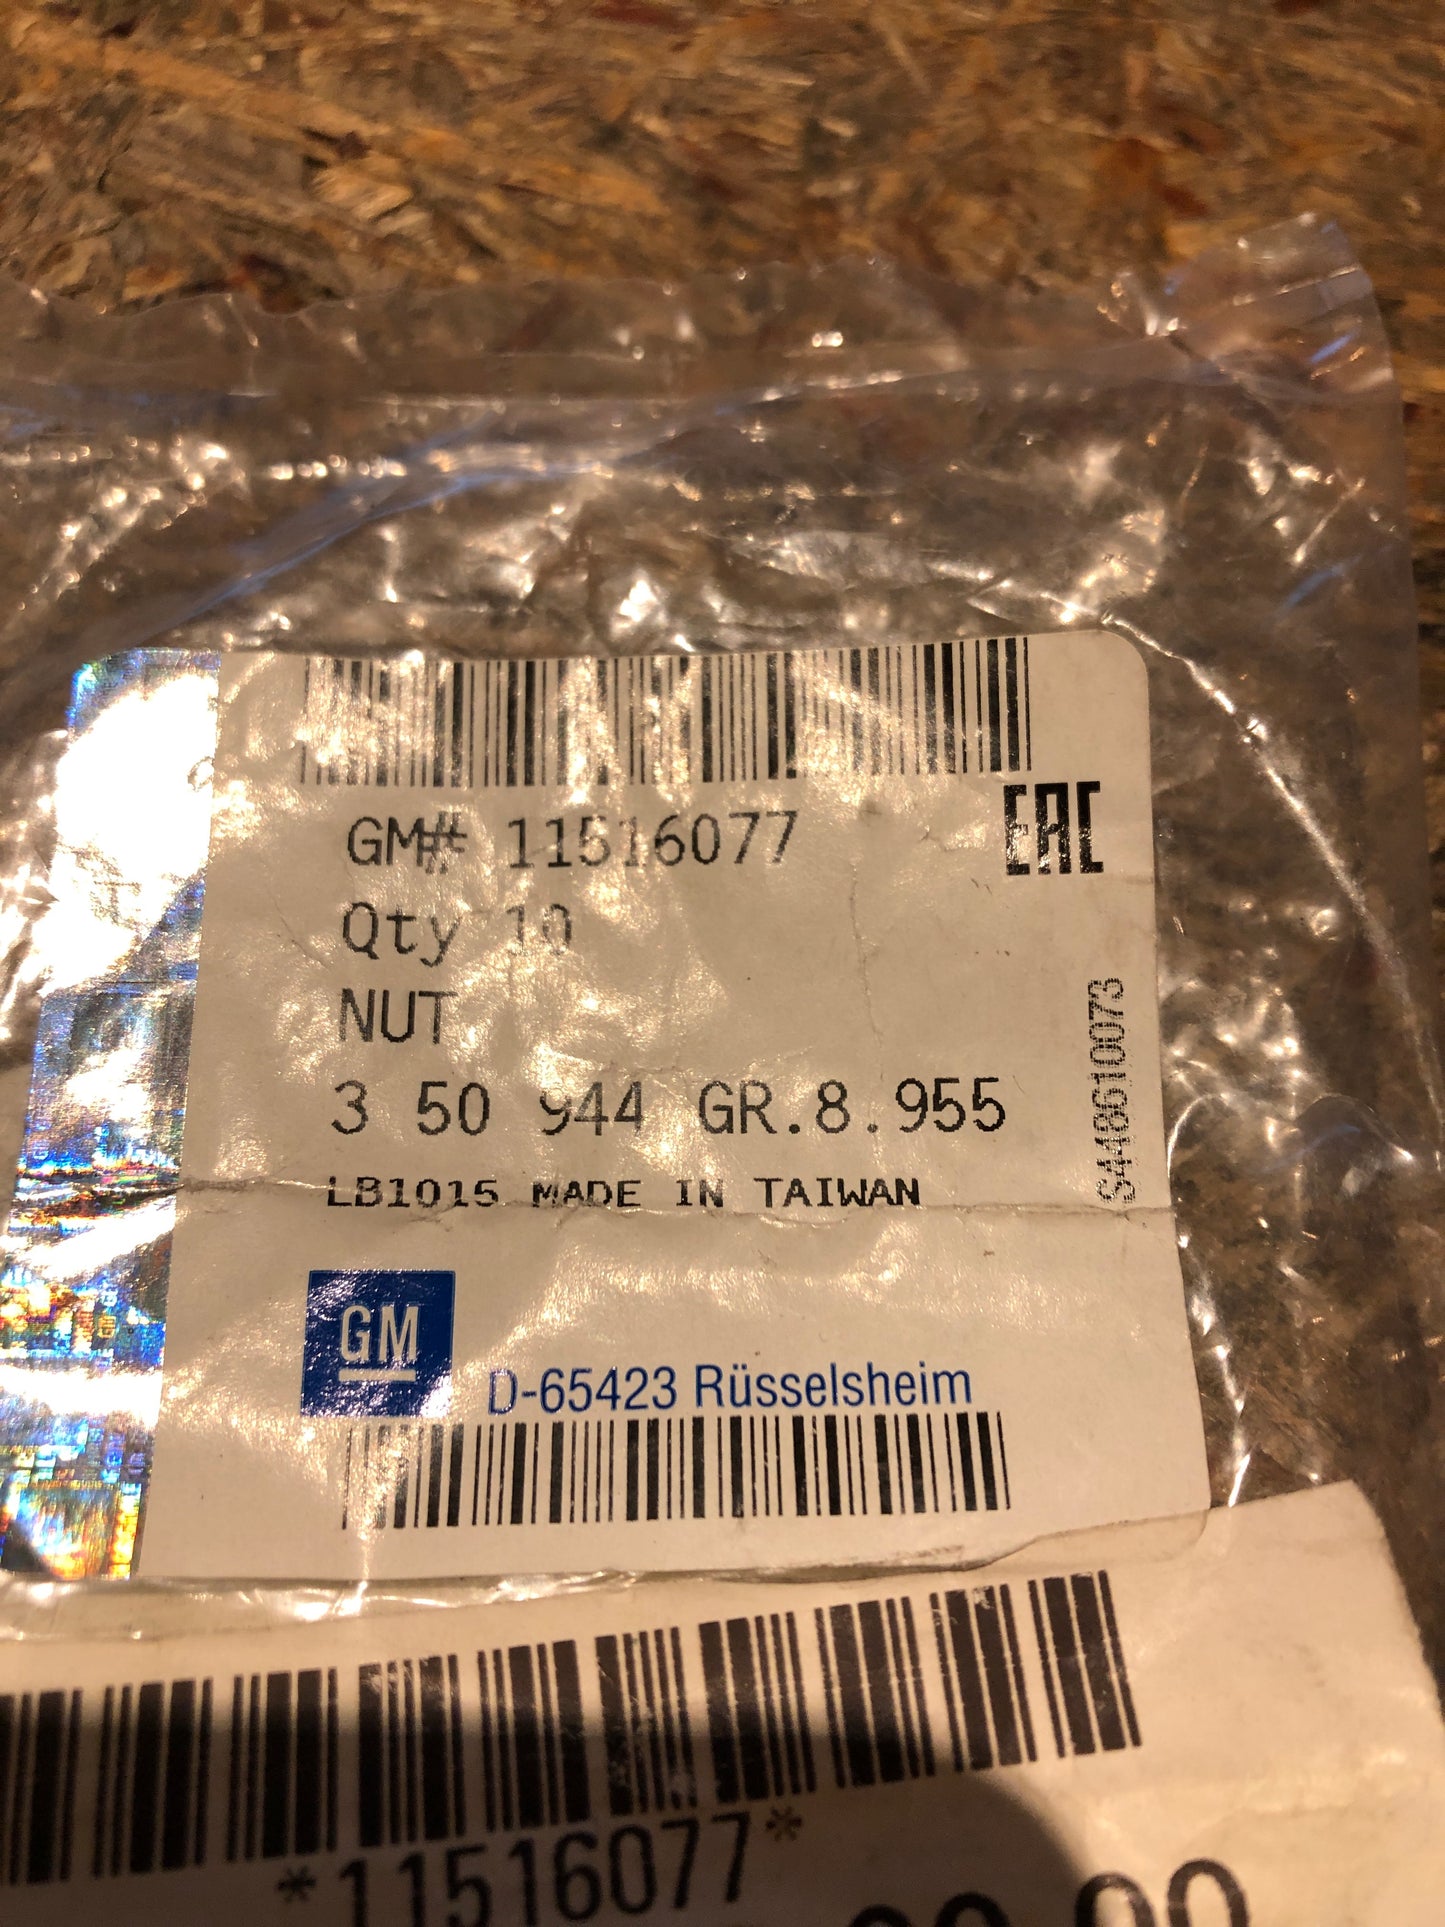 GM# 11516077
EAC
Qty 10
NUT
3 50 944 GR.8.955
S448610073
LB1015 MADE IN TAIWAN
GM
D-65423 Rüsselsheim
*11516077*